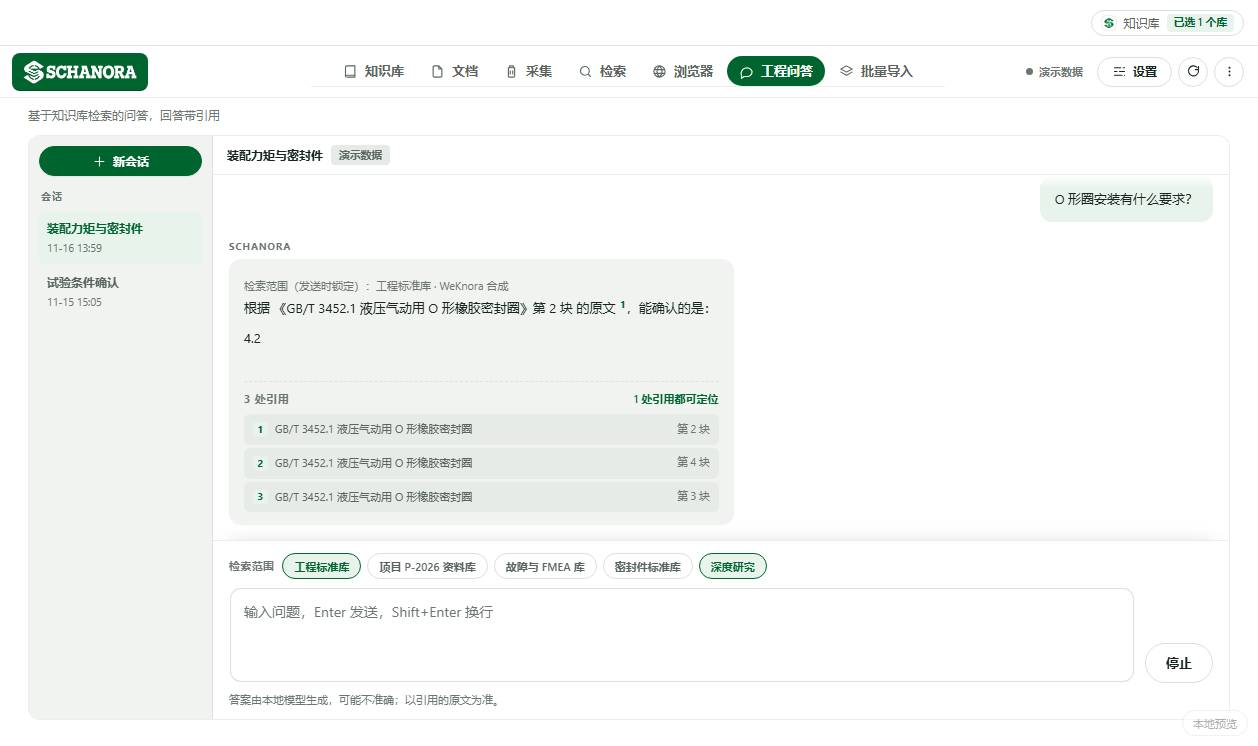 知识库 已选 1 个库
SCHANORA
知识库 文档 采集 检索 浏览器 工程问答 批量导入
演示数据 设置
基于知识库检索的问答，回答带引用
新会话
会话
装配力矩与密封件
11-16 13:59
试验条件确认
11-15 15:05
装配力矩与密封件 演示数据
O 形圈安装有什么要求？
SCHANORA
检索范围（发送时锁定）：工程标准库 · WeKnora 合成
根据 《GB/T 3452.1 液压气动用 O 形橡胶密封圈》第 2 块 的原文 1，能确认的是：
4.2
3 处引用 1 处引用都可定位
1 GB/T 3452.1 液压气动用 O 形橡胶密封圈 第 2 块
2 GB/T 3452.1 液压气动用 O 形橡胶密封圈 第 4 块
3 GB/T 3452.1 液压气动用 O 形橡胶密封圈 第 3 块
检索范围 工程标准库 项目 P-2026 资料库 故障与 FMEA 库 密封件标准库 深度研究
输入问题，Enter 发送，Shift+Enter 换行
停止
答案由本地模型生成，可能不准确；以引用的原文为准。
本地预览